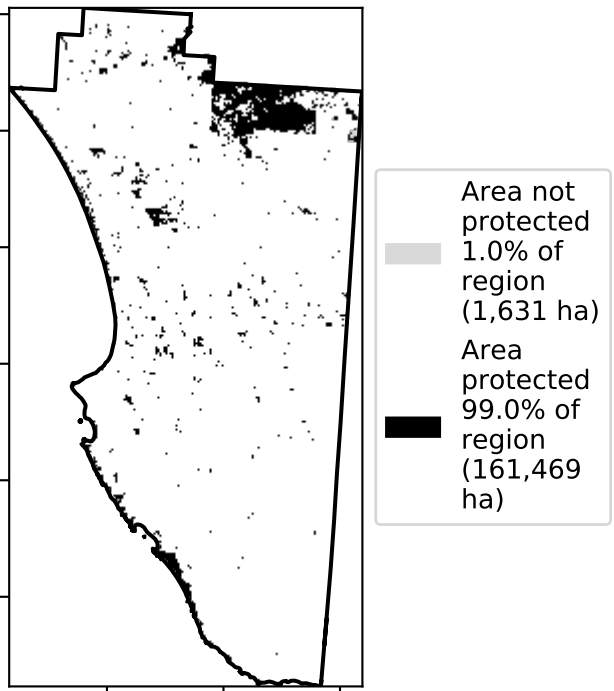 Area not
protected
1.0% of
region
(1,631 ha)
Area
protected
99.0% of
region
(161,469
ha)